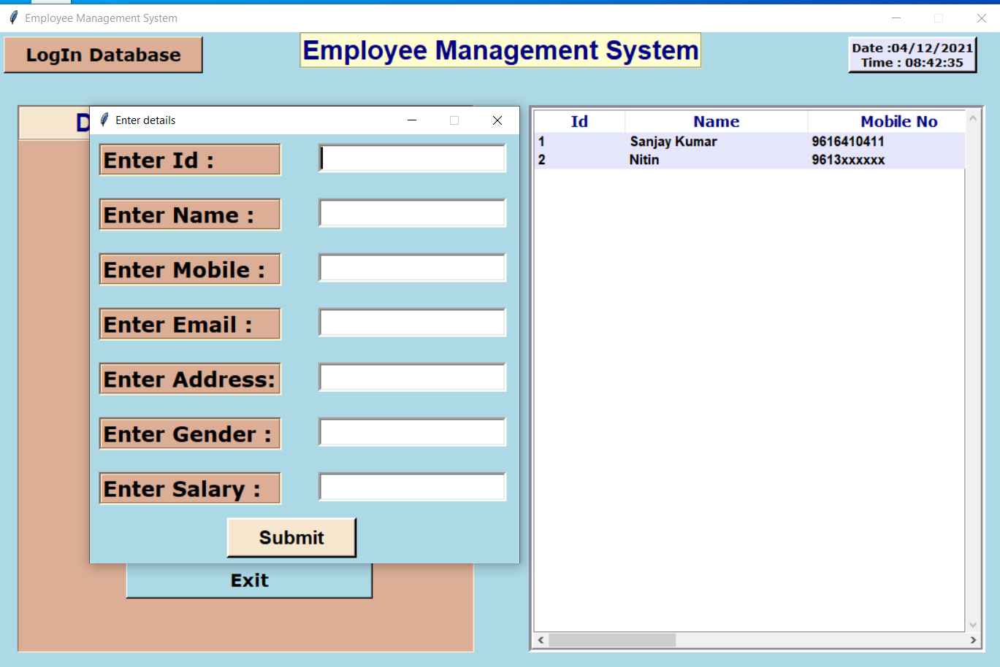 Employee Management System
LogIn Database
Employee Management System
Date :04/12/2021
Time : 08:42:35
D
Enter details
Enter Id :
Enter Name :
Enter Mobile :
Enter Email :
Enter Address:
Enter Gender :
Enter Salary :
Submit
Exit
Id Name Mobile No
1 Sanjay Kumar 9616410411
2 Nitin 9613xxxxxx